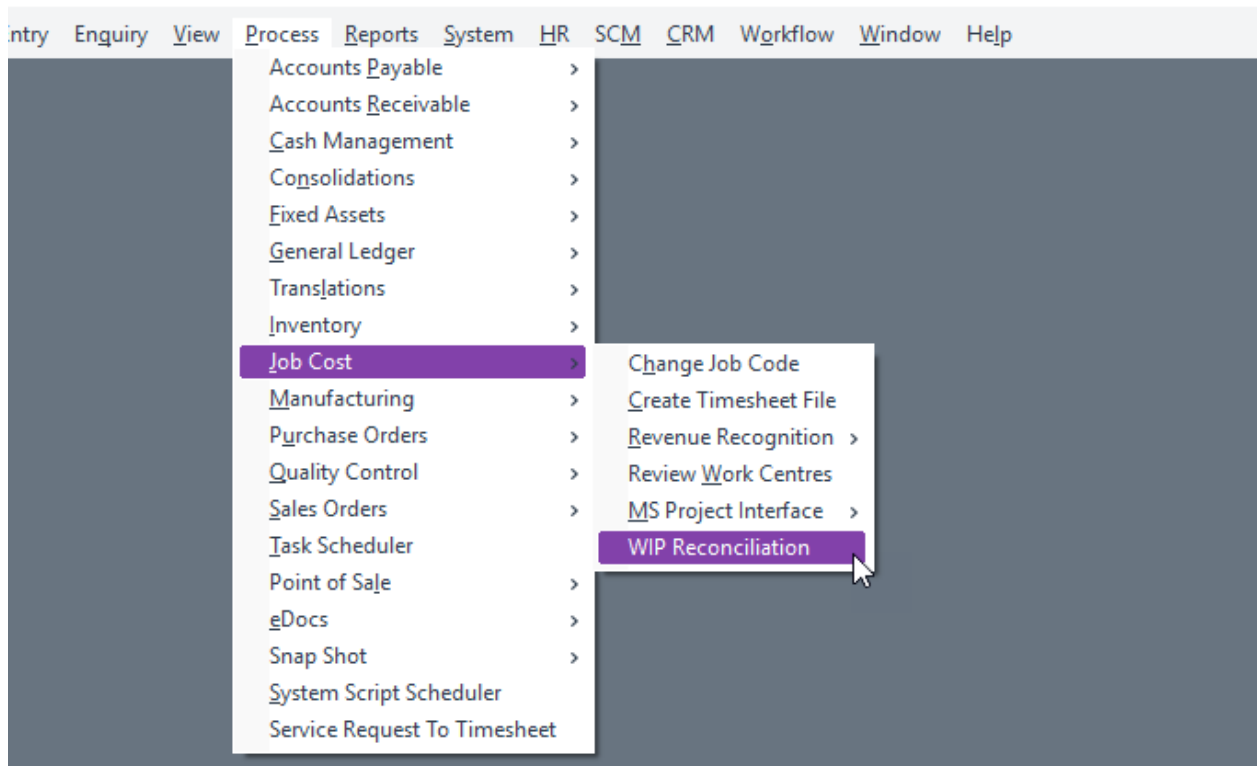 ntry Enquiry View Process Reports System HR SCM CRM Workflow Window Help
Accounts Payable
Accounts Receivable
Cash Management
Consolidations
Fixed Assets
General Ledger
Translations
Inventory
Job Cost
Manufacturing
Purchase Orders
Quality Control
Sales Orders
Task Scheduler
Point of Sale
eDocs
Snap Shot
System Script Scheduler
Service Request To Timesheet
Change Job Code
Create Timesheet File
Revenue Recognition
Review Work Centres
MS Project Interface
WIP Reconciliation